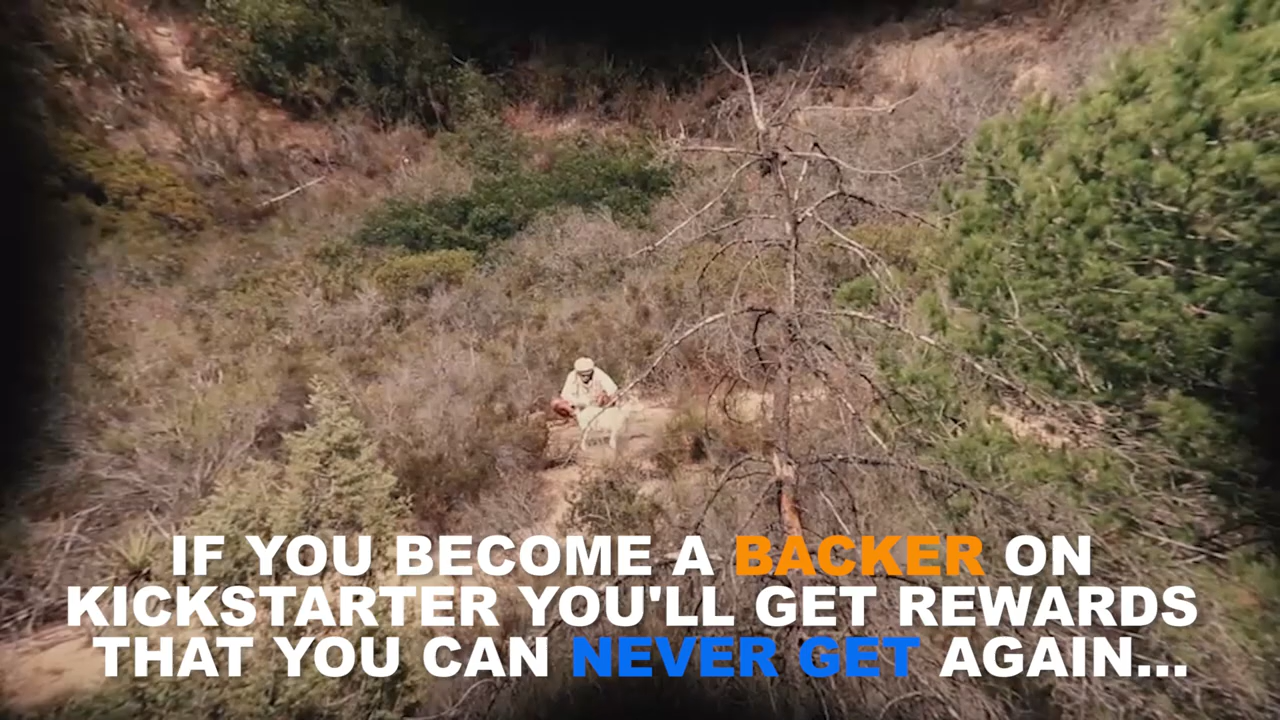 IF YOU BECOME A BACKER ON
KICKSTARTER YOU'LL GET REWARDS
THAT YOU CAN NEVER GET AGAIN...